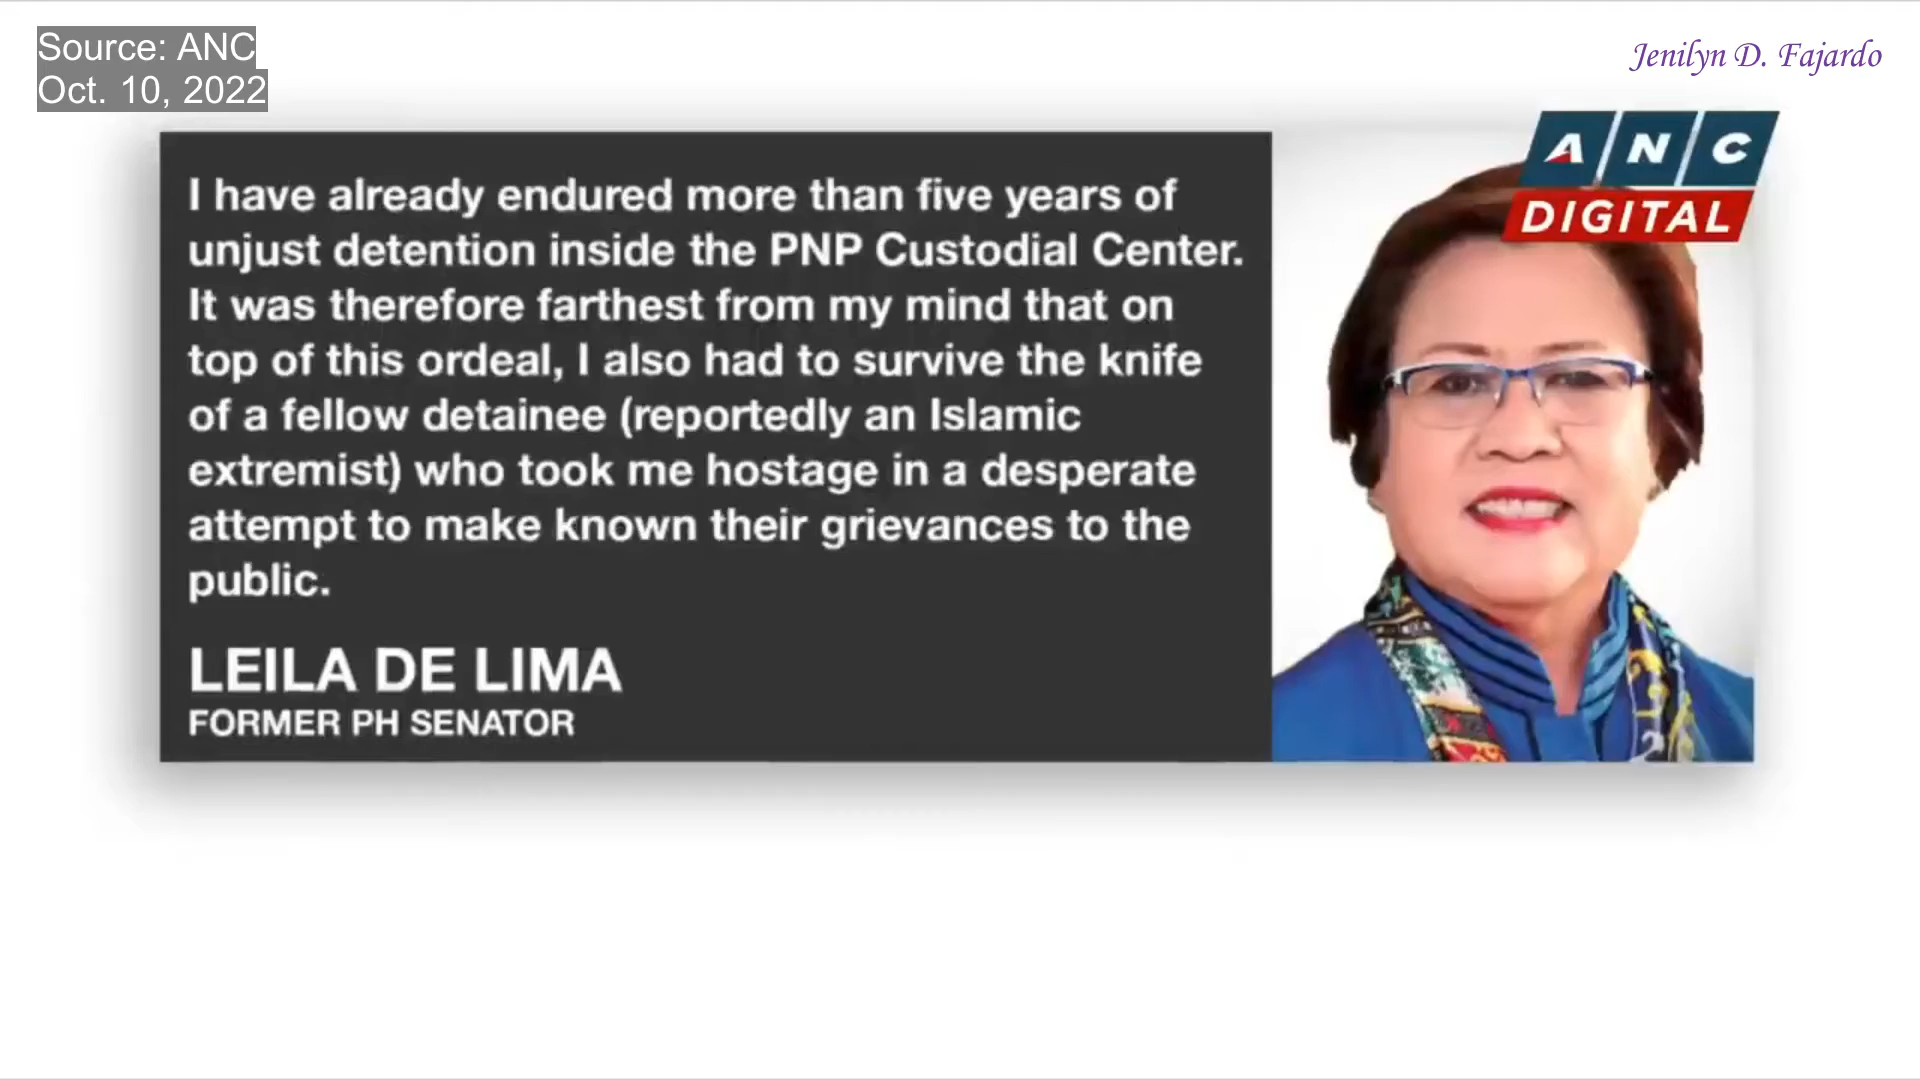 Source: ANC
Oct. 10, 2022
Jenilyn D. Fajardo
ANC
DIGITAL
I have already endured more than five years of
unjust detention inside the PNP Custodial Center.
It was therefore farthest from my mind that on
top of this ordeal, I also had to survive the knife
of a fellow detainee (reportedly an Islamic
extremist) who took me hostage in a desperate
attempt to make known their grievances to the
public.
LEILA DE LIMA
FORMER PH SENATOR